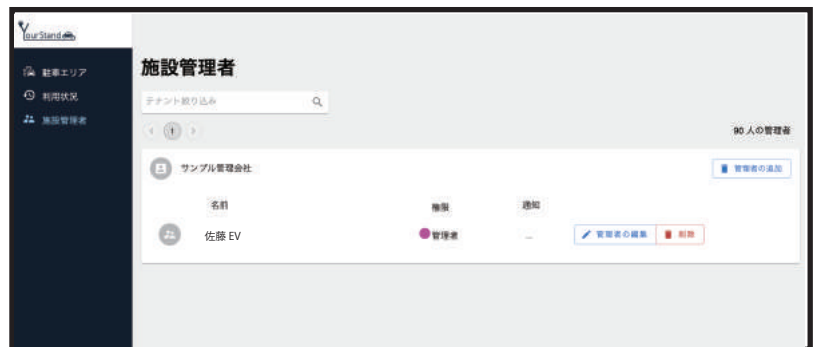 YourStand
駐車エリア
利用状況
施設管理者
施設管理者
テナント絞り込み
1
90 人の管理者
サンプル管理会社
管理者の追加
名前 権限 通知
佐藤 EV 管理者 ... 管理者の編集 削除